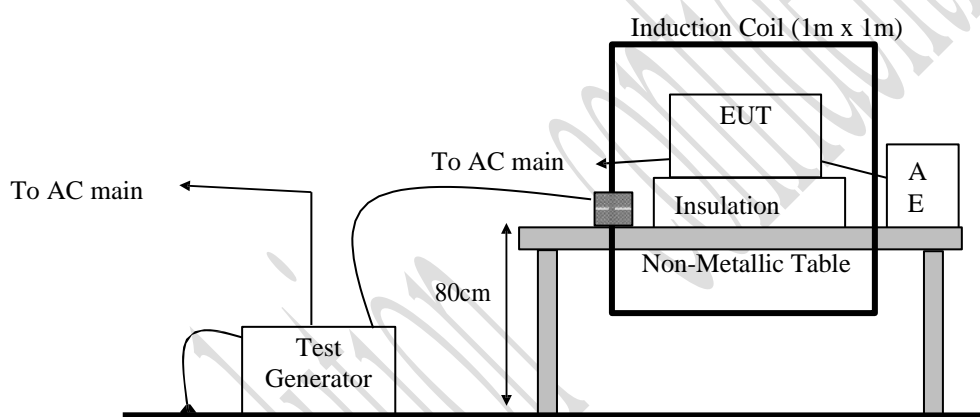 Induction Coil (1m x 1m)
EUT
To AC main
A
E
To AC main
Insulation
Non-Metallic Table
80cm
Test
Generator